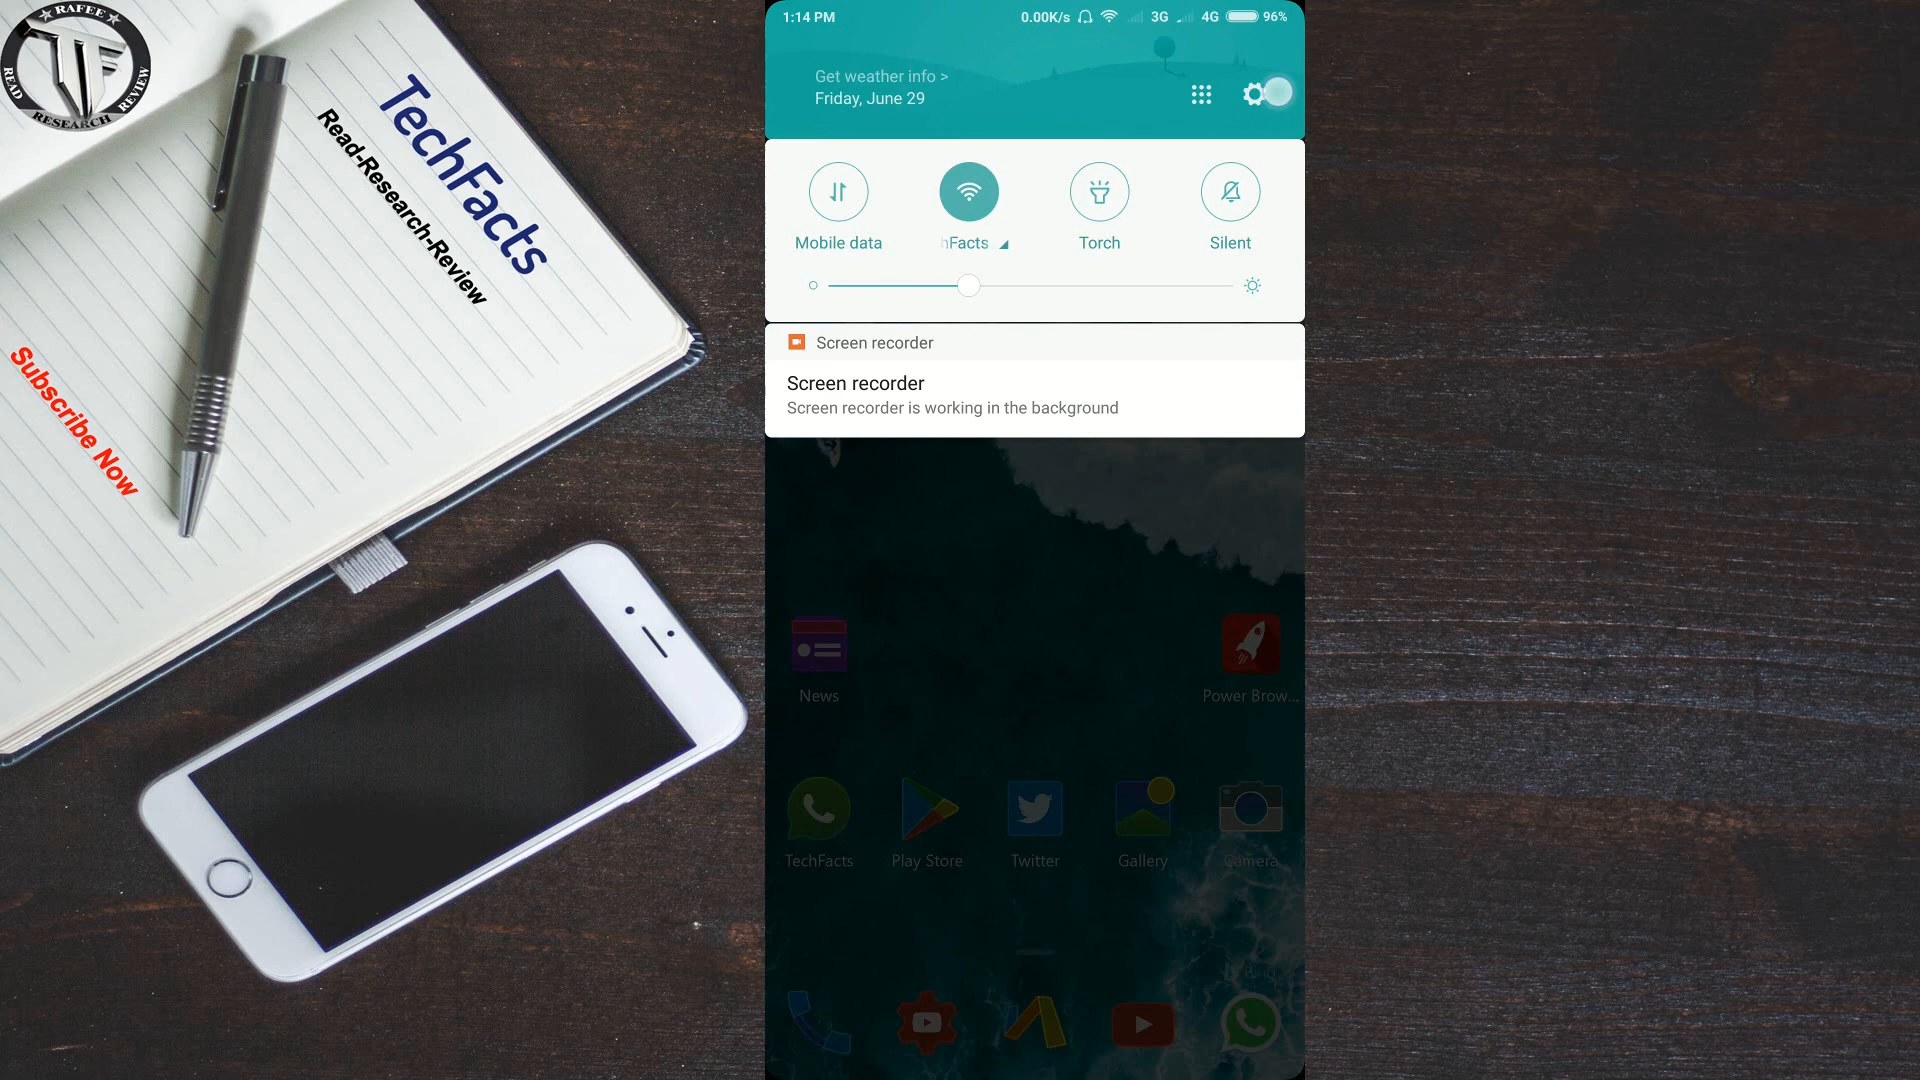 RAFEE
READ
RESEARCH
REVIEW
TF
TechFacts
Read-Research-Review
Subscribe Now
1:14 PM
0.00K/s 3G 4G 96%
Get weather info >
Friday, June 29
Mobile data
hFacts
Torch
Silent
Screen recorder
Screen recorder
Screen recorder is working in the background
News
Power Brow...
TechFacts
Play Store
Twitter
Gallery
Camera